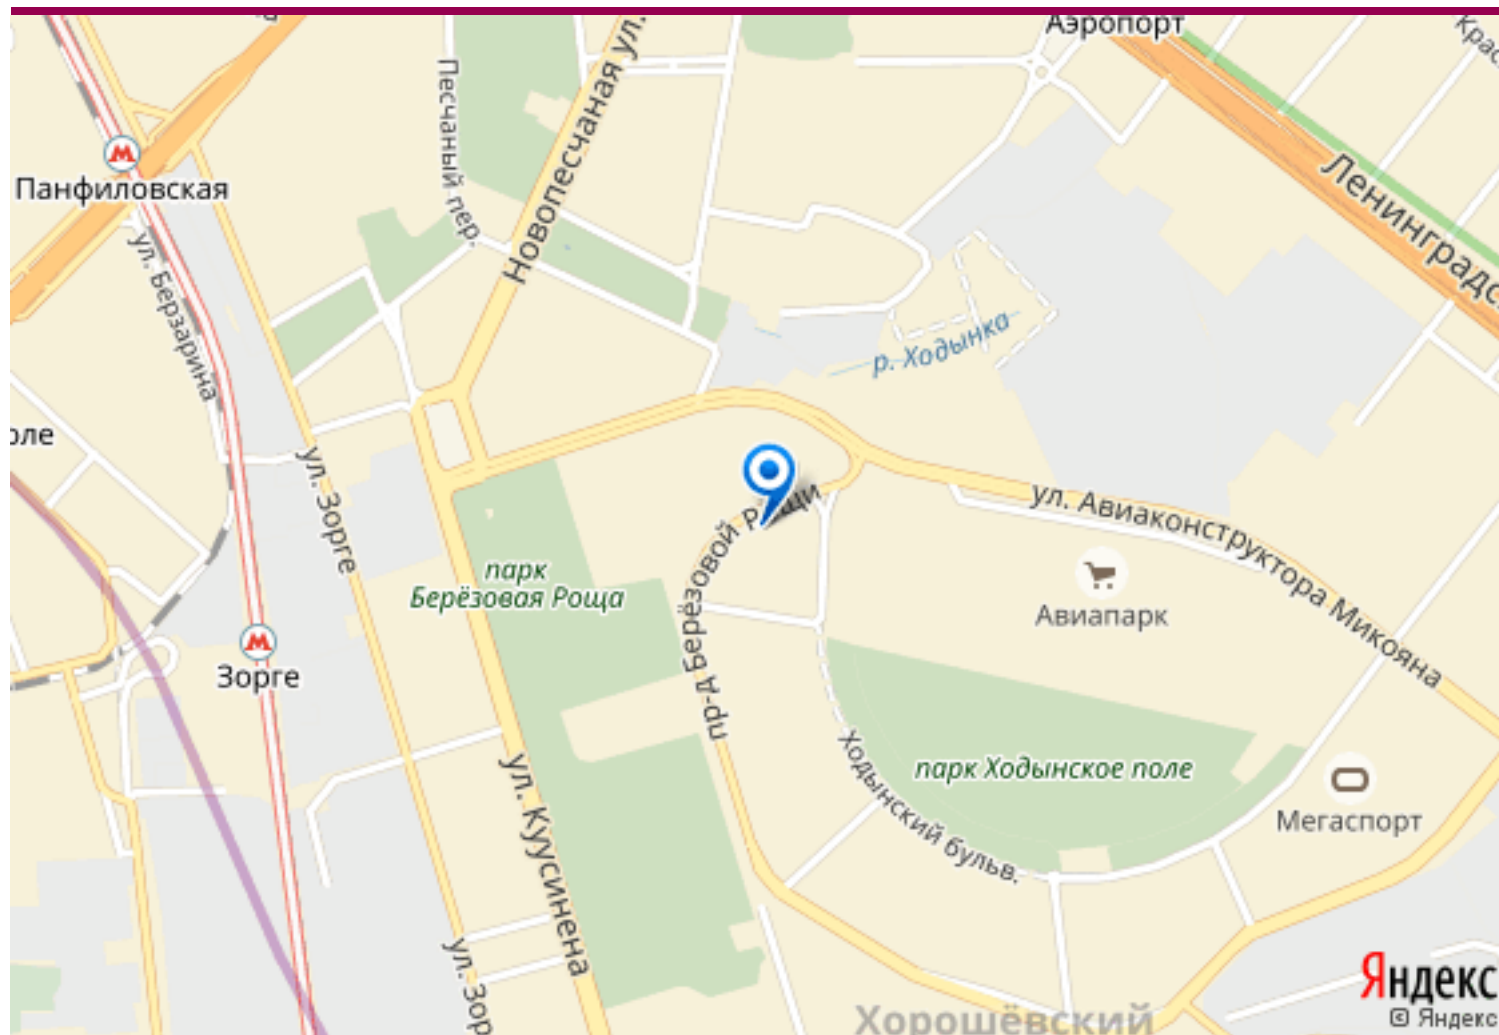 Аэропорт
Песчаный пер.
Новопесчаная ул.
Панфиловская
Ленинградс
ул. Берзарина
р. Ходынка
оле
ул. Зорге
ул. Авиаконструктора Микояна
пр-д Берёзовой Рощи
парк
Берёзовая Роща
Авиапарк
Зорге
Ходынский бульв.
парк Ходынское поле
ул. Куусинена
Мегаспорт
ул. Зор
Яндекс
Хорошёвский
© Яндекс